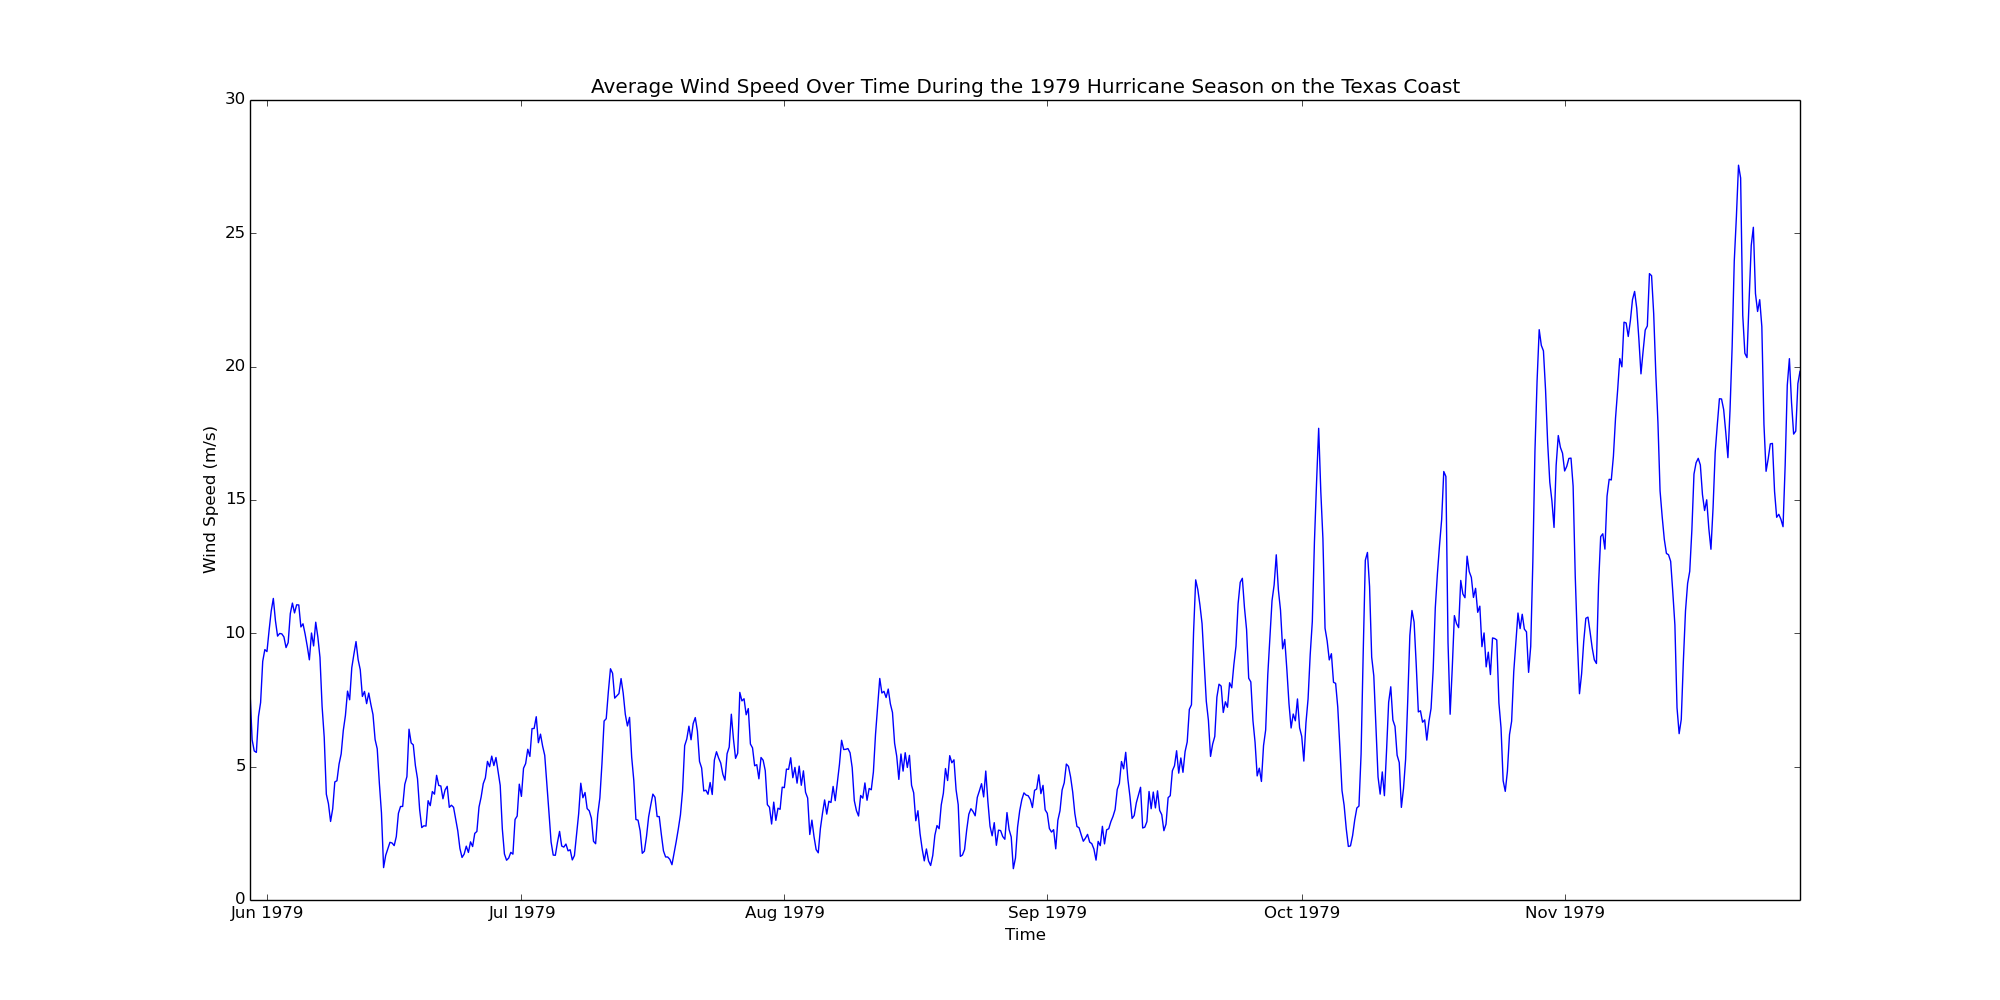 Average Wind Speed Over Time During the 1979 Hurricane Season on the Texas Coast
30
25
20
15
10
5
0
Wind Speed (m/s)
Jun 1979 Jul 1979 Aug 1979 Sep 1979 Oct 1979 Nov 1979
Time